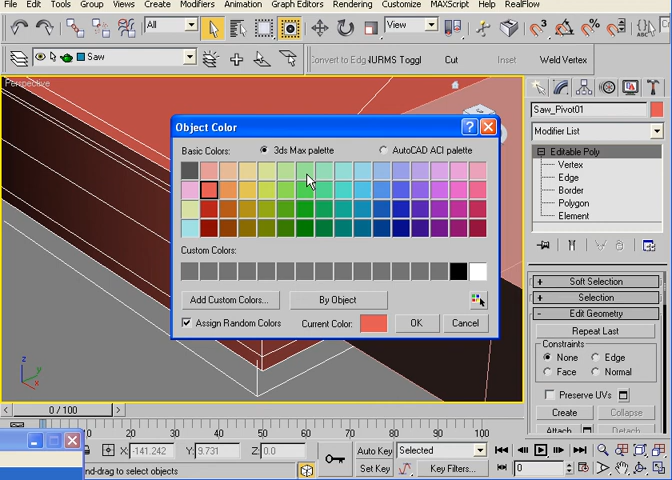 File Edit Tools Group Views Create Modifiers Animation Graph Editors Rendering Customize MAXScript Help RealFlow
All View
Saw Convert to Edi NURMS Toggl Cut Weld Vertex
Perspective
Saw_Pivot01
Modifier List
Editable Poly
Vertex
Edge
Border
Polygon
Element
Object Color
Basic Colors: 3ds Max palette AutoCAD ACI palette
Custom Colors:
Add Custom Colors... By Object
Assign Random Colors Current Color: OK Cancel
Soft Selection
Selection
Edit Geometry
Repeat Last
Constraints
None Edge
Face Normal
Preserve UVs
Create Collapse
Attach Detach
z
x
0 / 100
10 20 30 40 50 60 70 80 90 100
X: -141.242 Y: 9.731 Z: 0.0
Auto Key Selected
nd-drag to select objects
Set Key Key Filters... 0